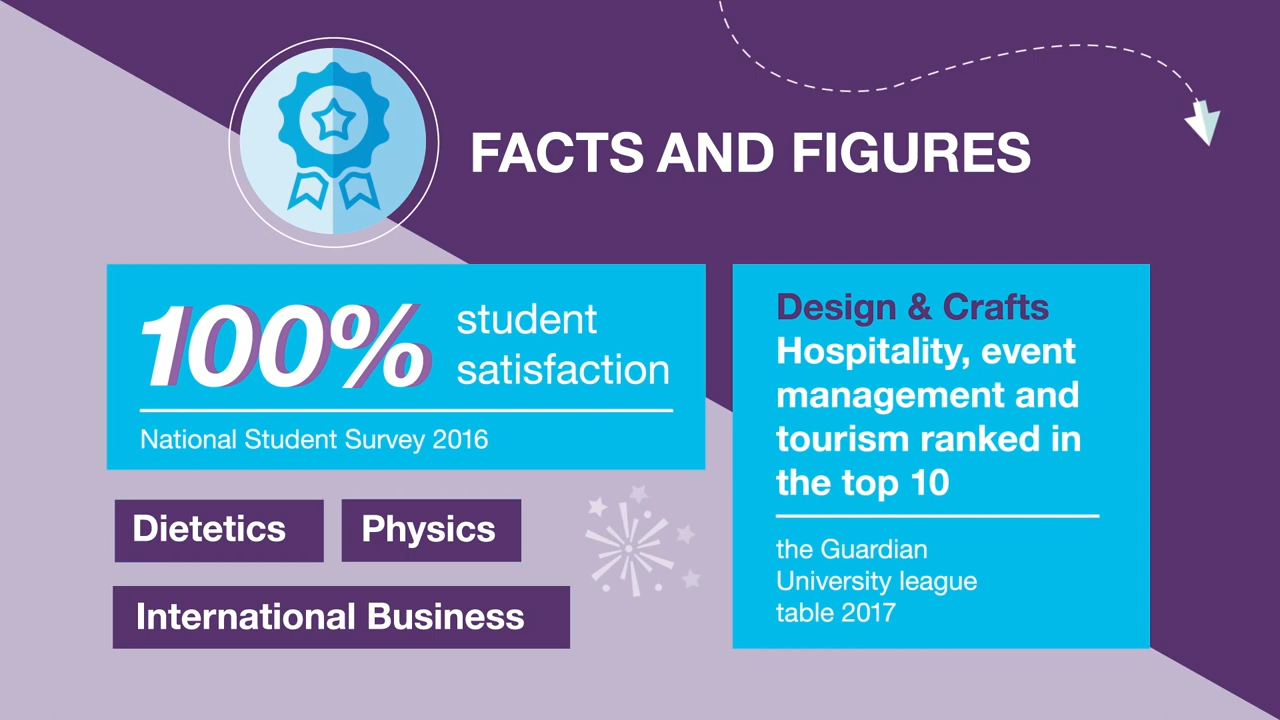 FACTS AND FIGURES
100%
student
satisfaction
National Student Survey 2016
Dietetics
Physics
International Business
Design & Crafts
Hospitality, event
management and
tourism ranked in
the top 10
the Guardian
University league
table 2017